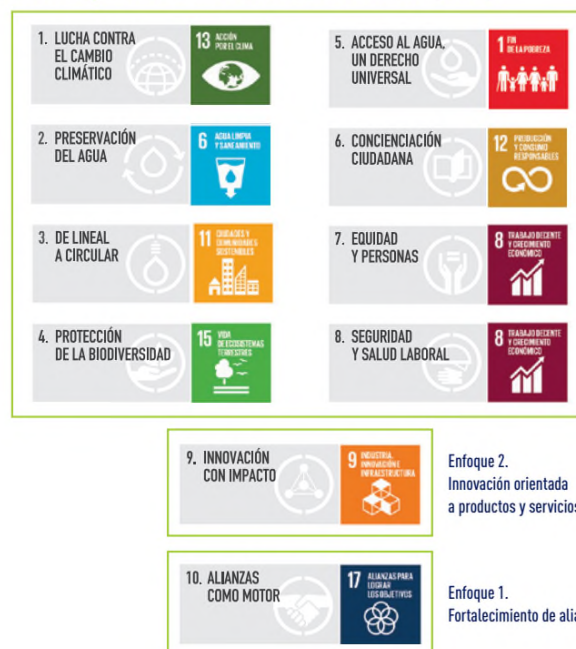 1. LUCHA CONTRA
EL CAMBIO
CLIMÁTICO
13 ACCIÓN
POR EL CLIMA
2. PRESERVACIÓN
DEL AGUA
6 AGUA LIMPIA
Y SANEAMIENTO
3. DE LINEAL
A CIRCULAR
11 CIUDADES Y
COMUNIDADES
SOSTENIBLES
4. PROTECCIÓN
DE LA BIODIVERSIDAD
15 VIDA
DE ECOSISTEMAS
TERRESTRES
5. ACCESO AL AGUA,
UN DERECHO
UNIVERSAL
1 FIN
DE LA POBREZA
6. CONCIENCIACIÓN
CIUDADANA
12 PRODUCCIÓN
Y CONSUMO
RESPONSABLES
7. EQUIDAD
Y PERSONAS
8 TRABAJO DECENTE
Y CRECIMIENTO
ECONÓMICO
8. SEGURIDAD
Y SALUD LABORAL
8 TRABAJO DECENTE
Y CRECIMIENTO
ECONÓMICO
9. INNOVACIÓN
CON IMPACTO
9 INDUSTRIA,
INNOVACIÓN E
INFRAESTRUCTURA
Enfoque 2.
Innovación orientada
a productos y servicios
10. ALIANZAS
COMO MOTOR
17 ALIANZAS PARA
LOGRAR
LOS OBJETIVOS
Enfoque 1.
Fortalecimiento de